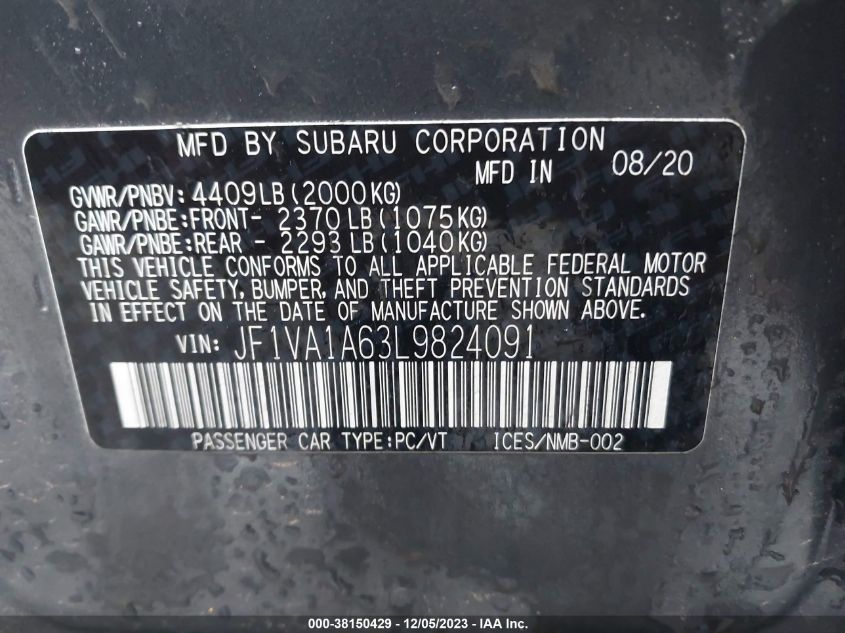 MFD BY SUBARU CORPORATION
MFD IN 08/20
GVWR/PNBV: 4409LB(2000KG)
GAWR/PNBE:FRONT- 2370LB(1075KG)
GAWR/PNBE:REAR - 2293LB(1040KG)
THIS VEHICLE CONFORMS TO ALL APPLICABLE FEDERAL MOTOR
VEHICLE SAFETY, BUMPER, AND THEFT PREVENTION STANDARDS
IN EFFECT ON THE DATE OF MANUFACTURE SHOWN ABOVE.
VIN: JF1VA1A63L9824091
PASSENGER CAR TYPE:PC/VT ICES/NMB-002
000-38150429 - 12/05/2023 - IAA Holdings, Inc.